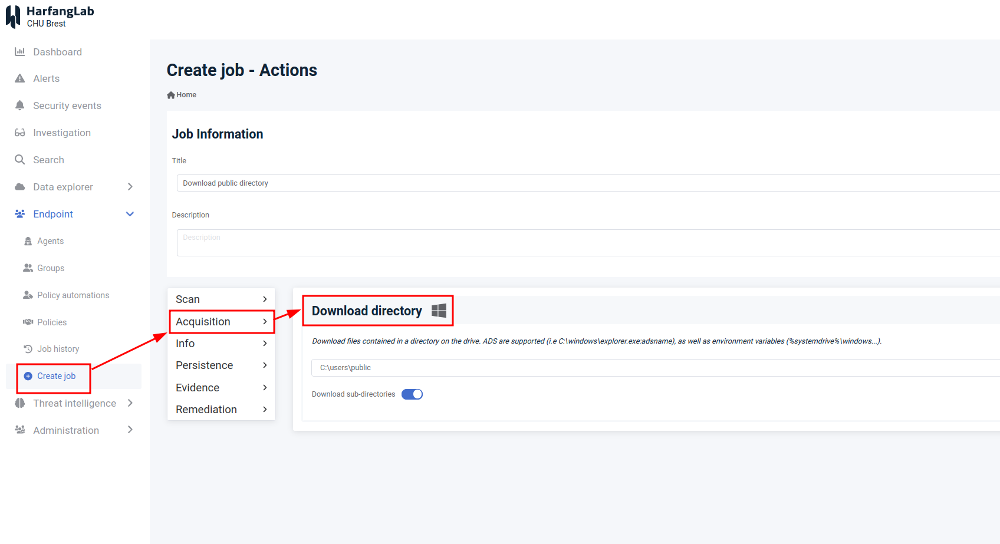 HarfangLab
CHU Brest
Dashboard
Alerts
Security events
Investigation
Search
Data explorer
Endpoint
Agents
Groups
Policy automations
Policies
Job history
Create job
Threat intelligence
Administration
Create job - Actions
Home
Job Information
Title
Download public directory
Description
Description
Scan
Acquisition
Info
Persistence
Evidence
Remediation
Download directory
Download files contained in a directory on the drive. ADS are supported (i.e C:\windows\explorer.exe:adsname), as well as environment variables (%systemdrive%\windows...).
C:\users\public
Download sub-directories